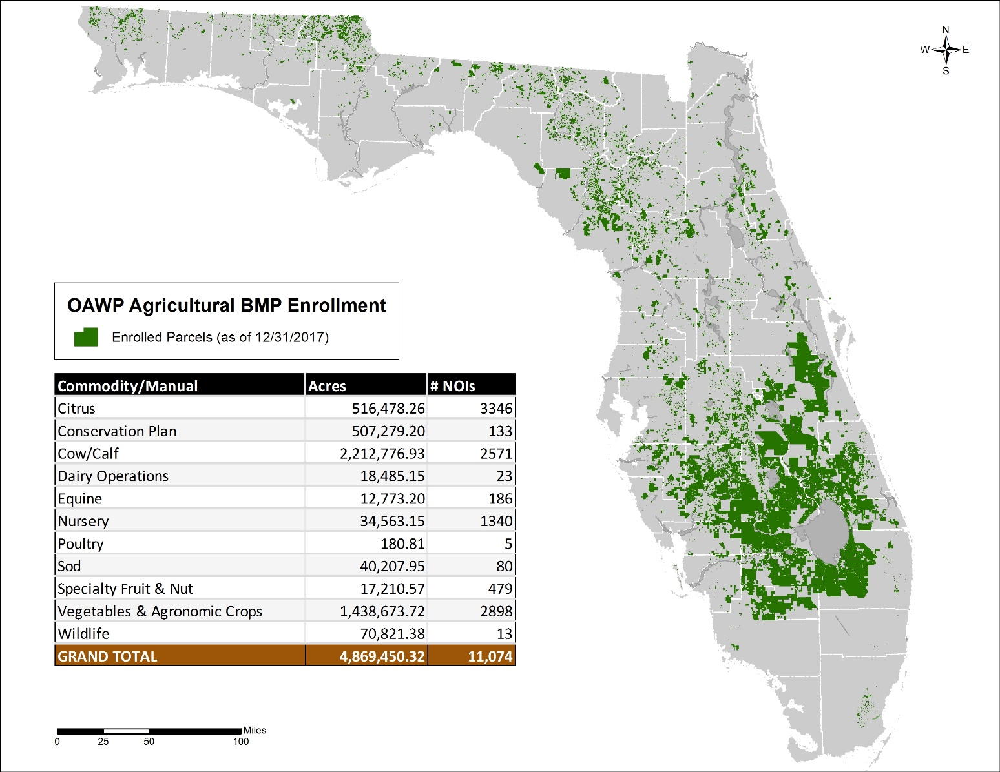 N
W E
S
OAWP Agricultural BMP Enrollment
Enrolled Parcels (as of 12/31/2017)
Commodity/Manual Acres # NOIs
Citrus 516,478.26 3346
Conservation Plan 507,279.20 133
Cow/Calf 2,212,776.93 2571
Dairy Operations 18,485.15 23
Equine 12,773.20 186
Nursery 34,563.15 1340
Poultry 180.81 5
Sod 40,207.95 80
Specialty Fruit & Nut 17,210.57 479
Vegetables & Agronomic Crops 1,438,673.72 2898
Wildlife 70,821.38 13
GRAND TOTAL 4,869,450.32 11,074
Miles
0 25 50 100